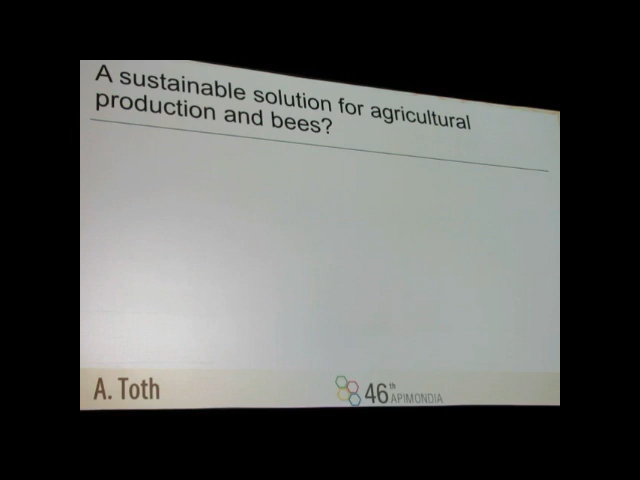 A sustainable solution for agricultural
production and bees?
A. Toth
46th APIMONDIA